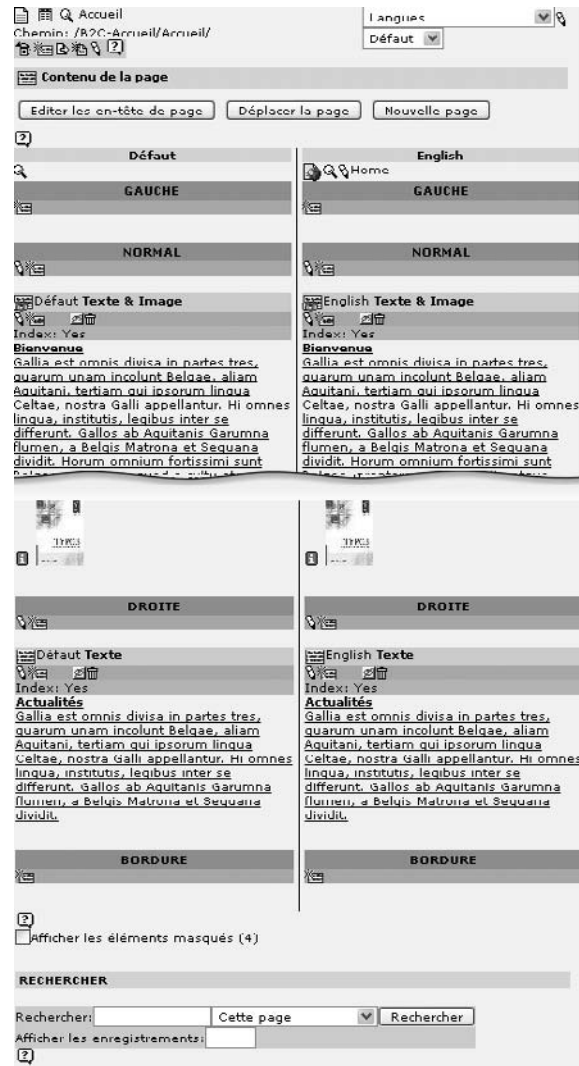 Accueil
Langues
Chemin: /B2C-Accueil/Accueil/
Défaut
Contenu de la page
Editer les en-tête de page
Déplacer la page
Nouvelle page
Défaut
English
Home
GAUCHE
GAUCHE
NORMAL
NORMAL
Défaut Texte & Image
English Texte & Image
Index: Yes
Index: Yes
Bienvenue
Bienvenue
Gallia est omnis divisa in partes tres,
Gallia est omnis divisa in partes tres,
quarum unam incolunt Belgae, aliam
quarum unam incolunt Belgae, aliam
Aquitani, tertiam qui ipsorum lingua
Aquitani, tertiam qui ipsorum lingua
Celtae, nostra Galli appellantur. Hi omnes
Celtae, nostra Galli appellantur. Hi omnes
lingua, institutis, legibus inter se
lingua, institutis, legibus inter se
differunt. Gallos ab Aquitanis Garumna
differunt. Gallos ab Aquitanis Garumna
flumen, a Belgis Matrona et Sequana
flumen, a Belgis Matrona et Sequana
dividit. Horum omnium fortissimi sunt
dividit. Horum omnium fortissimi sunt
TYPO3
TYPO3
DROITE
DROITE
Défaut Texte
English Texte
Index: Yes
Index: Yes
Actualités
Actualités
Gallia est omnis divisa in partes tres,
Gallia est omnis divisa in partes tres,
quarum unam incolunt Belgae, aliam
quarum unam incolunt Belgae, aliam
Aquitani, tertiam qui ipsorum lingua
Aquitani, tertiam qui ipsorum lingua
Celtae, nostra Galli appellantur. Hi omnes
Celtae, nostra Galli appellantur. Hi omnes
lingua, institutis, legibus inter se
lingua, institutis, legibus inter se
differunt. Gallos ab Aquitanis Garumna
differunt. Gallos ab Aquitanis Garumna
flumen, a Belgis Matrona et Sequana
flumen, a Belgis Matrona et Sequana
dividit.
dividit.
BORDURE
BORDURE
Afficher les éléments masqués (4)
RECHERCHER
Rechercher:
Cette page
Rechercher
Afficher les enregistrements: